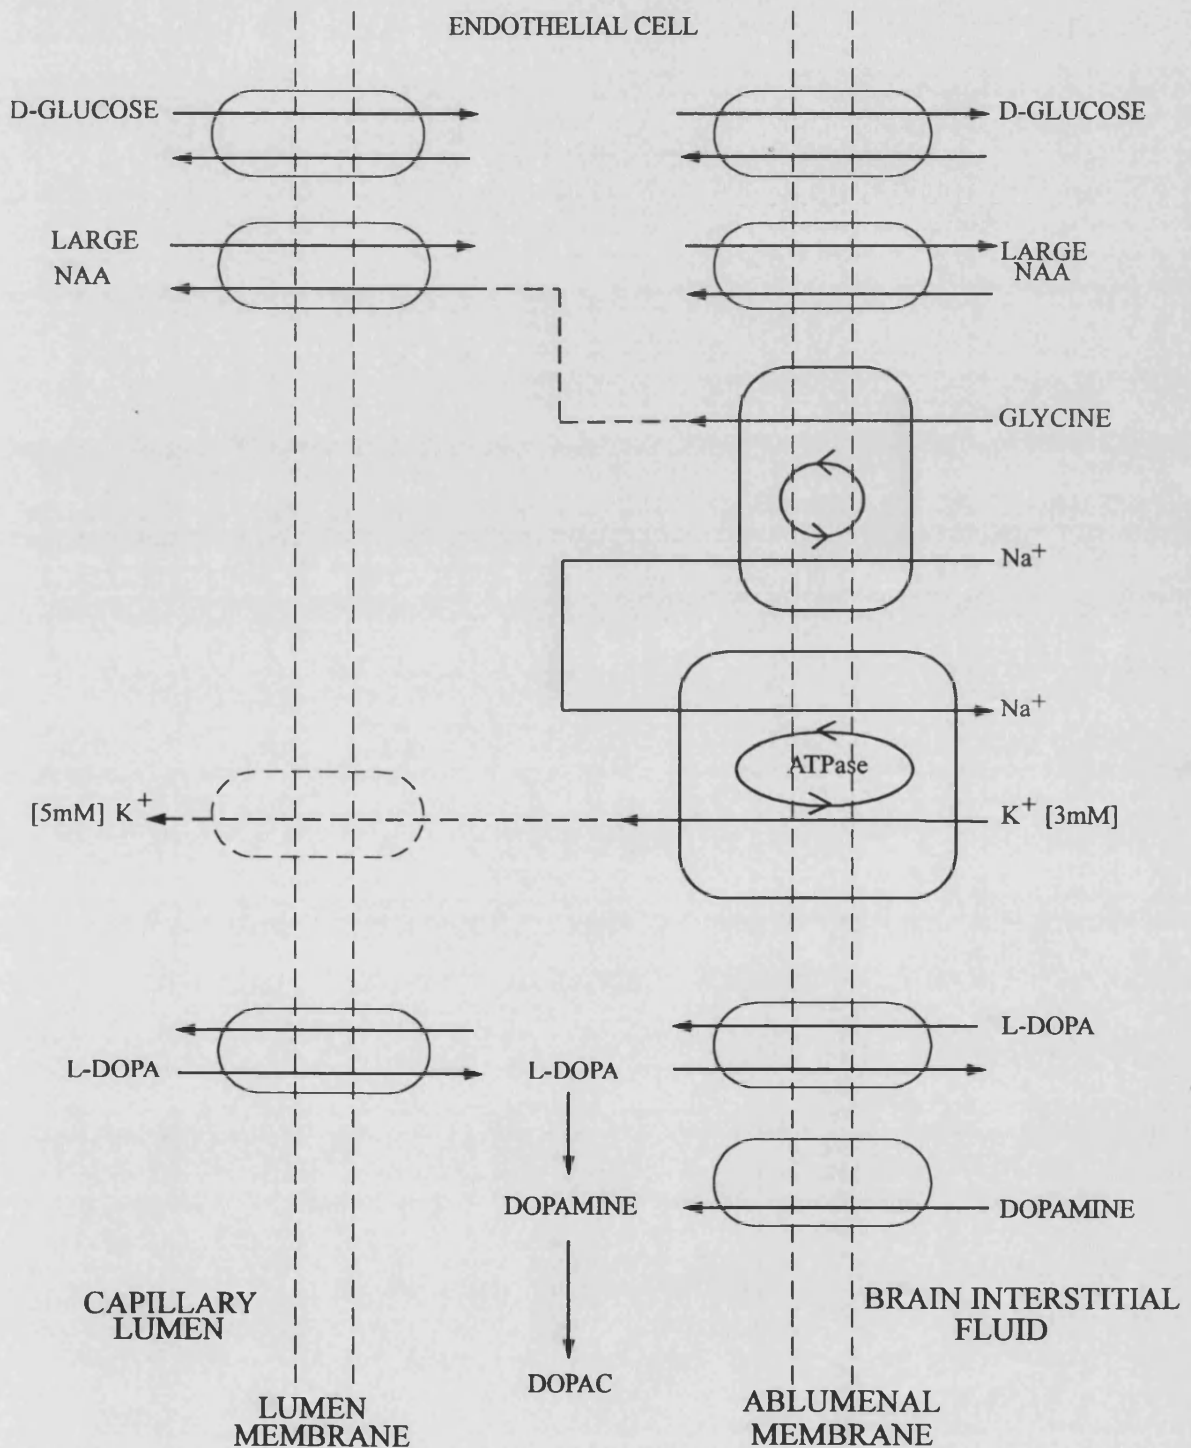 ENDOTHELIAL CELL
D-GLUCOSE
D-GLUCOSE
LARGE
NAA
LARGE
NAA
GLYCINE
Na+
Na+
ATPase
[5mM] K+
K+ [3mM]
L-DOPA
L-DOPA
L-DOPA
DOPAMINE
DOPAMINE
DOPAC
CAPILLARY
LUMEN
BRAIN INTERSTITIAL
FLUID
LUMEN
MEMBRANE
ABLUMENAL
MEMBRANE